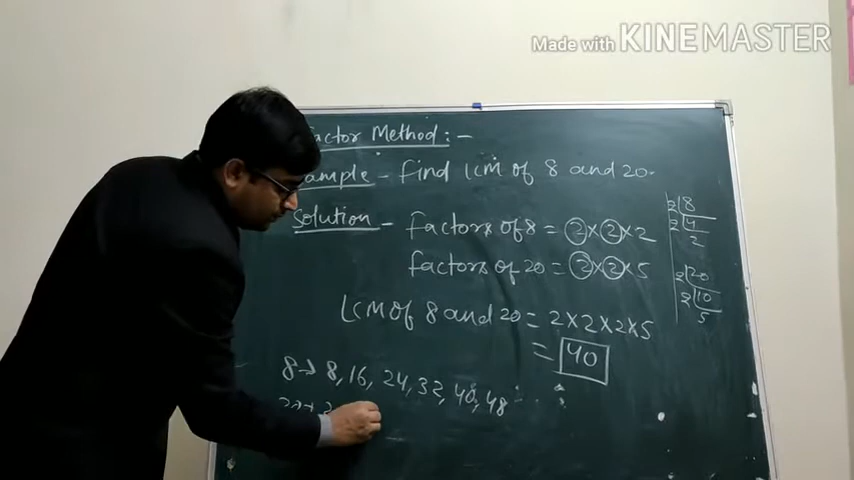 Made with KINEMASTER
Factor Method:-
ample - Find LCM of 8 and 20.
Solution - factors of 8 = 2×2×2
factors of 20 = 2×2×5
LCM of 8 and 20 = 2×2×2×5
= 40
8→ 8, 16, 24, 32, 40, 48 ...
2 8
2 4
2
2 20
2 10
5